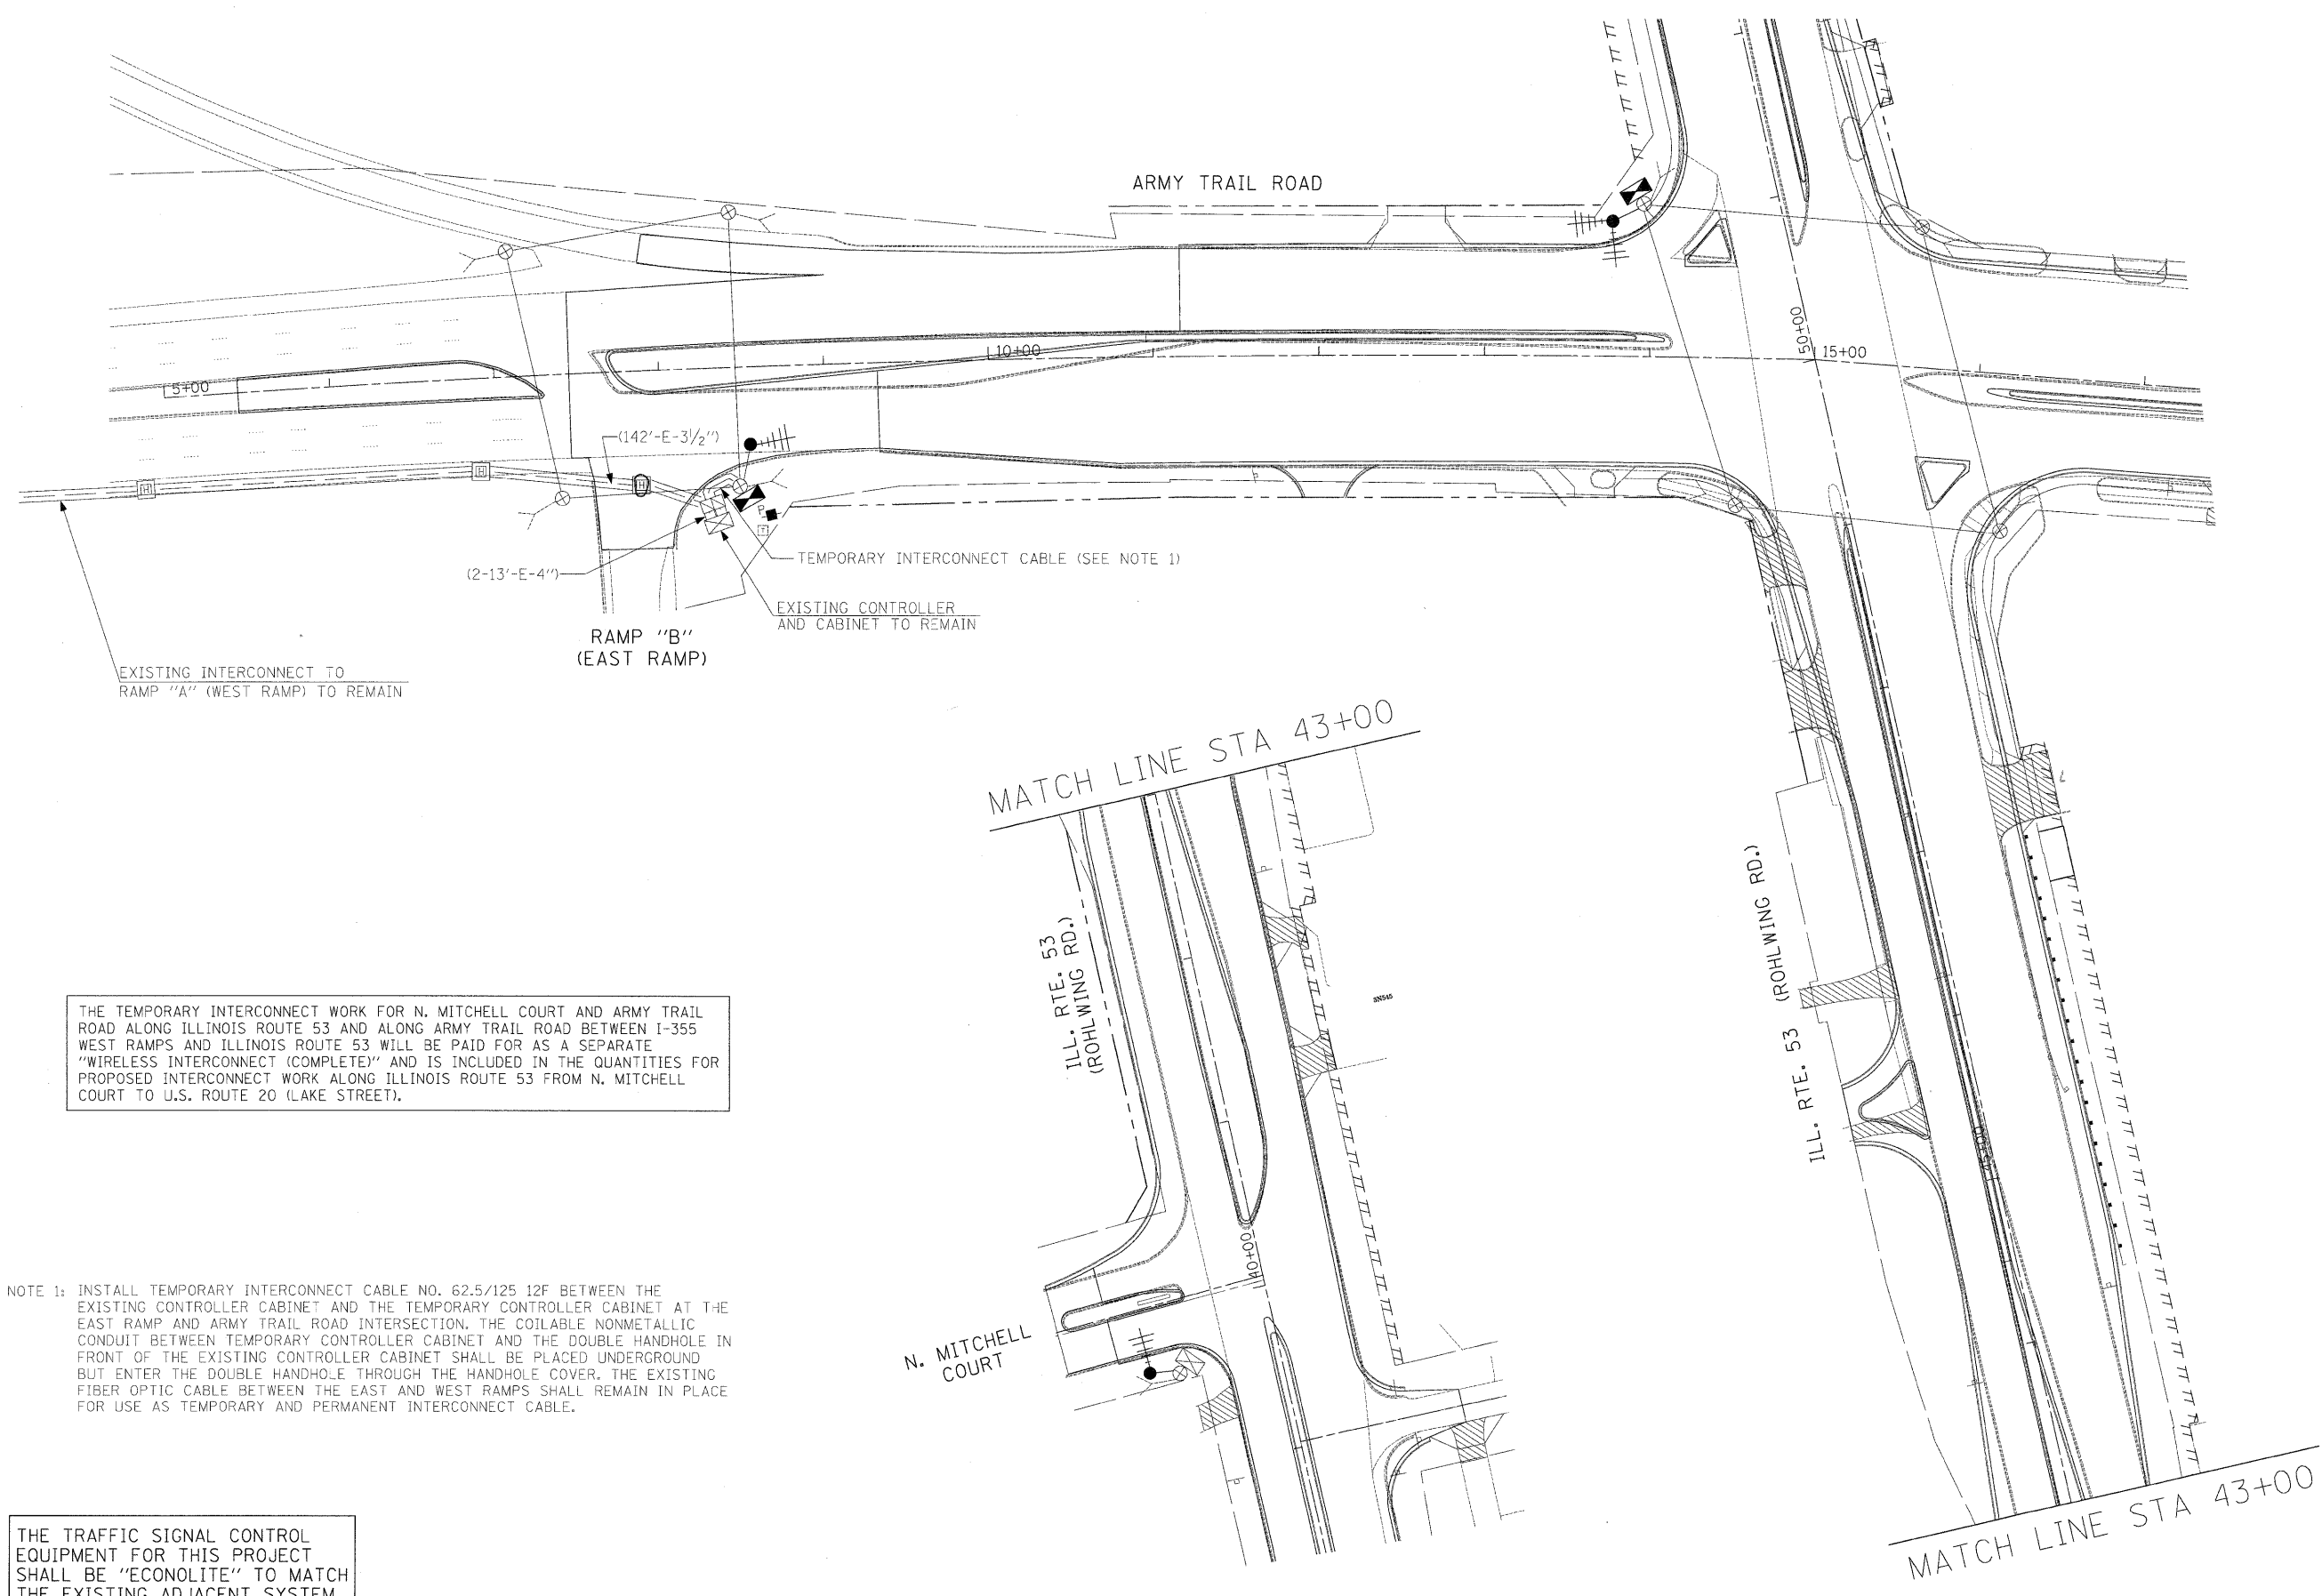 ARMY TRAIL ROAD
50+00
15+00
10+00
5+00
(142'-E-3 1/2")
H
H
H
P
T
TEMPORARY INTERCONNECT CABLE (SEE NOTE 1)
(2-13'-E-4")
EXISTING CONTROLLER
AND CABINET TO REMAIN
RAMP "B"
(EAST RAMP)
EXISTING INTERCONNECT TO
RAMP "A" (WEST RAMP) TO REMAIN
MATCH LINE STA 43+00
ILL. RTE. 53
(ROHLWING RD.)
ILL. RTE. 53 (ROHLWING RD.)
45+00
40+00
N. MITCHELL
COURT
MATCH LINE STA 43+00
THE TEMPORARY INTERCONNECT WORK FOR N. MITCHELL COURT AND ARMY TRAIL
ROAD ALONG ILLINOIS ROUTE 53 AND ALONG ARMY TRAIL ROAD BETWEEN I-355
WEST RAMPS AND ILLINOIS ROUTE 53 WILL BE PAID FOR AS A SEPARATE
"WIRELESS INTERCONNECT (COMPLETE)" AND IS INCLUDED IN THE QUANTITIES FOR
PROPOSED INTERCONNECT WORK ALONG ILLINOIS ROUTE 53 FROM N. MITCHELL
COURT TO U.S. ROUTE 20 (LAKE STREET).
NOTE 1: INSTALL TEMPORARY INTERCONNECT CABLE NO. 62.5/125 12F BETWEEN THE
EXISTING CONTROLLER CABINET AND THE TEMPORARY CONTROLLER CABINET AT THE
EAST RAMP AND ARMY TRAIL ROAD INTERSECTION. THE COILABLE NONMETALLIC
CONDUIT BETWEEN TEMPORARY CONTROLLER CABINET AND THE DOUBLE HANDHOLE IN
FRONT OF THE EXISTING CONTROLLER CABINET SHALL BE PLACED UNDERGROUND
BUT ENTER THE DOUBLE HANDHOLE THROUGH THE HANDHOLE COVER. THE EXISTING
FIBER OPTIC CABLE BETWEEN THE EAST AND WEST RAMPS SHALL REMAIN IN PLACE
FOR USE AS TEMPORARY AND PERMANENT INTERCONNECT CABLE.
THE TRAFFIC SIGNAL CONTROL
EQUIPMENT FOR THIS PROJECT
SHALL BE "ECONOLITE" TO MATCH
THE EXISTING ADJACENT SYSTEM